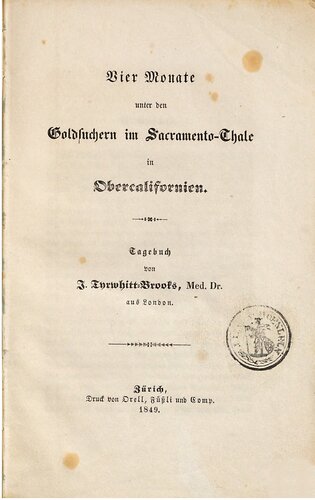 Vier Monate
unter den
Goldsuchern im Sacramento-Thale
in
Obercalifornien.
Tagebuch
von
J. Tyrwhitt-Brooks, Med. Dr.
aus London.
Zürich,
Druck von Orell, Füßli und Comp.
1849.